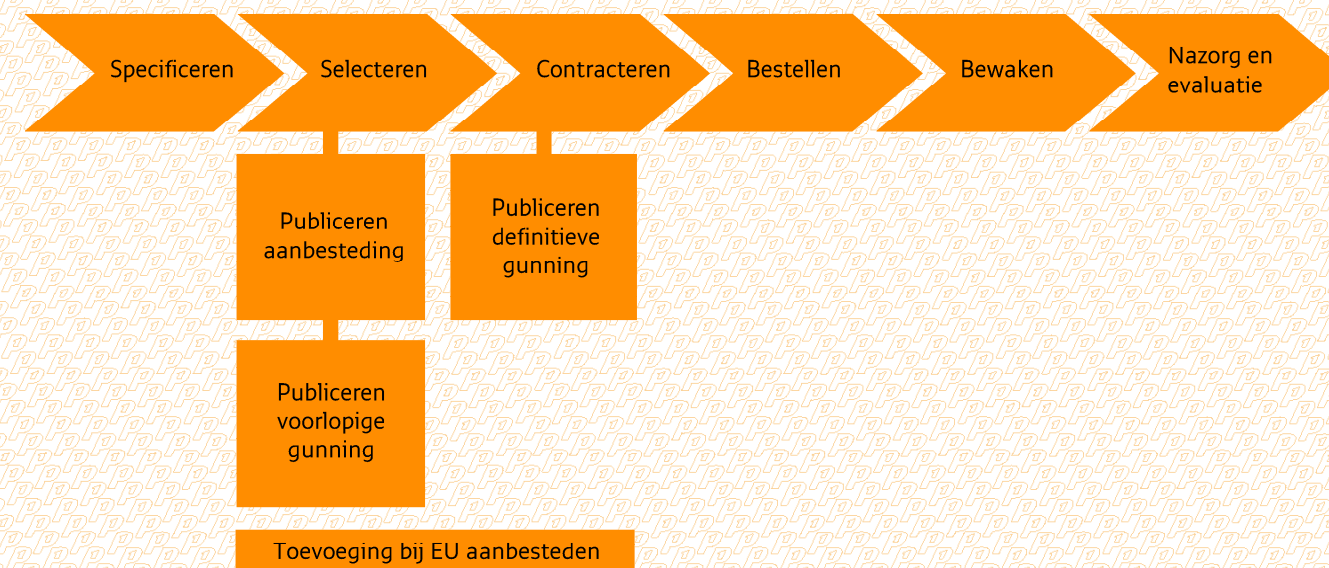 Specificeren
Selecteren
Contracteren
Bestellen
Bewaken
Nazorg en
evaluatie
Publiceren
aanbesteding
Publiceren
definitieve
gunning
Publiceren
voorlopige
gunning
Toevoeging bij EU aanbesteden